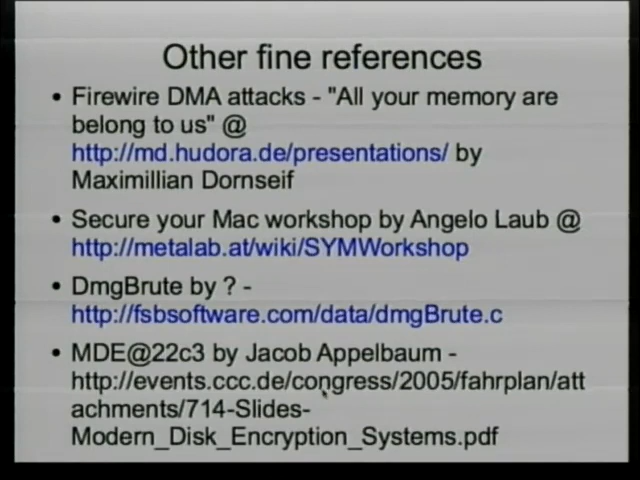 Other fine references
• Firewire DMA attacks - "All your memory are
belong to us" @
http://md.hudora.de/presentations/ by
Maximillian Dornseif
• Secure your Mac workshop by Angelo Laub @
http://metalab.at/wiki/SYMWorkshop
• DmgBrute by ? -
http://fsbsoftware.com/data/dmgBrute.c
• MDE@22c3 by Jacob Appelbaum -
http://events.ccc.de/congress/2005/fahrplan/att
achments/714-Slides-
Modern_Disk_Encryption_Systems.pdf